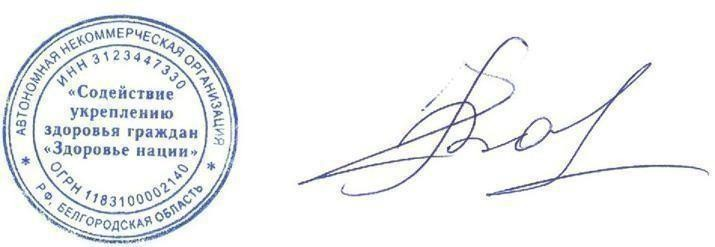 АВТОНОМНАЯ НЕКОММЕРЧЕСКАЯ ОРГАНИЗАЦИЯ
ИНН 3123447330
«Содействие
укреплению
здоровья граждан
«Здоровье нации»
ОГРН 1183100002140
* РФ, БЕЛГОРОДСКАЯ ОБЛАСТЬ *